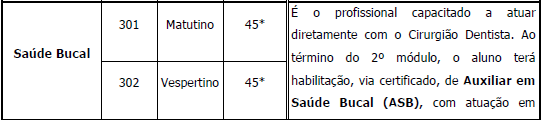 Saúde Bucal
301 Matutino 45*
302 Vespertino 45*
É o profissional capacitado a atuar
diretamente com o Cirurgião Dentista. Ao
término do 2º módulo, o aluno terá
habilitação, via certificado, de Auxiliar em
Saúde Bucal (ASB), com atuação em